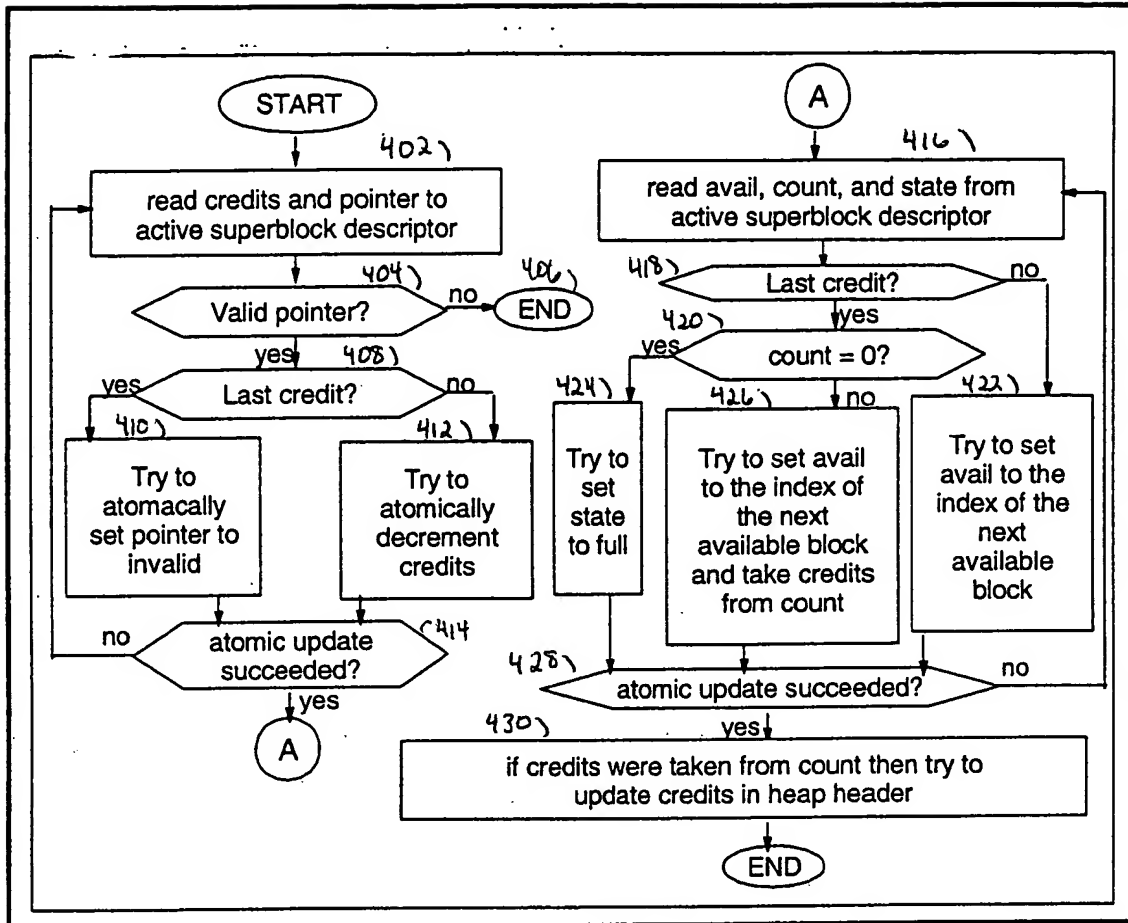 START
402
read credits and pointer to
active superblock descriptor
404
Valid pointer?
no
406
END
yes
408
Last credit?
yes
no
410
Try to
atomacally
set pointer to
invalid
412
Try to
atomically
decrement
credits
no
atomic update
succeeded?
414
yes
A
A
416
read avail, count, and state from
active superblock descriptor
418
Last credit?
no
yes
420
count = 0?
yes
no
424
Try to
set
state
to full
426
Try to set avail
to the index of
the next
available block
and take credits
from count
422
Try to set
avail to the
index of the
next
available
block
428
atomic update succeeded?
no
yes
430
if credits were taken from count then try to
update credits in heap header
END